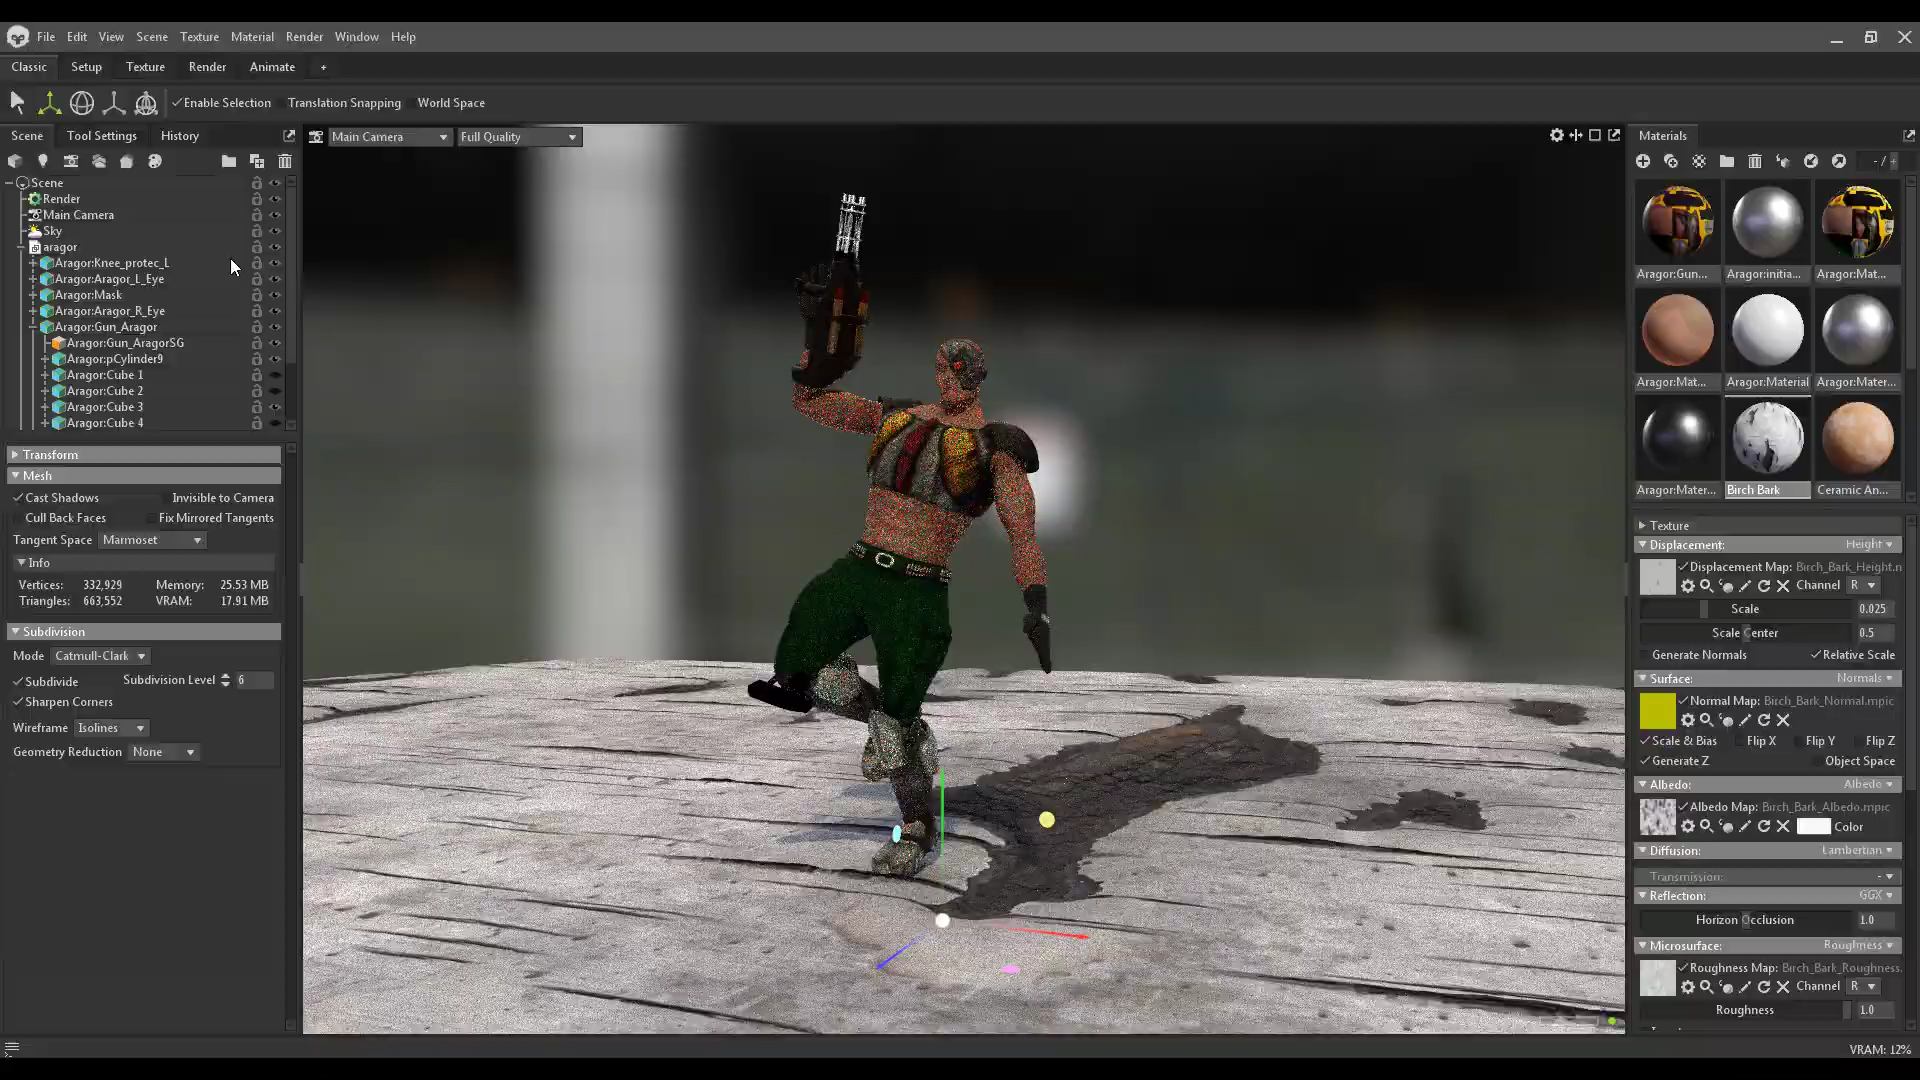 File Edit View Scene Texture Material Render Window Help
Classic Setup Texture Render Animate +
Enable Selection Translation Snapping World Space
Scene Tool Settings History
Main Camera Full Quality
Materials
- / +
Scene
Render
Main Camera
Sky
aragor
Aragor:Knee_protec_L
Aragor:Aragor_L_Eye
Aragor:Mask
Aragor:Aragor_R_Eye
Aragor:Gun_Aragor
Aragor:Gun_AragorSG
Aragor:pCylinder9
Aragor:Cube 1
Aragor:Cube 2
Aragor:Cube 3
Aragor:Cube 4
Transform
Mesh
Cast Shadows Invisible to Camera
Cull Back Faces Fix Mirrored Tangents
Tangent Space Marmoset
Info
Vertices: 332,929 Memory: 25.53 MB
Triangles: 663,552 VRAM: 17.91 MB
Subdivision
Mode Catmull-Clark
Subdivide Subdivision Level 6
Sharpen Corners
Wireframe Isolines
Geometry Reduction None
Aragor:Gun... Aragor:initia... Aragor:Mat...
Aragor:Mat... Aragor:Material Aragor:Mater...
Aragor:Mater... Birch Bark Ceramic An...
Texture
Displacement: Height
Displacement Map: Birch_Bark_Height.n
Channel R
Scale 0.025
Scale Center 0.5
Generate Normals Relative Scale
Surface: Normals
Normal Map: Birch_Bark_Normal.mpic
Scale & Bias Flip X Flip Y Flip Z
Generate Z Object Space
Albedo: Albedo
Albedo Map: Birch_Bark_Albedo.mpic
Color
Diffusion: Lambertian
Transmission: -
Reflection: GGX
Horizon Occlusion 1.0
Microsurface: Roughness
Roughness Map: Birch_Bark_Roughness.
Channel R
Roughness 1.0
VRAM: 12%